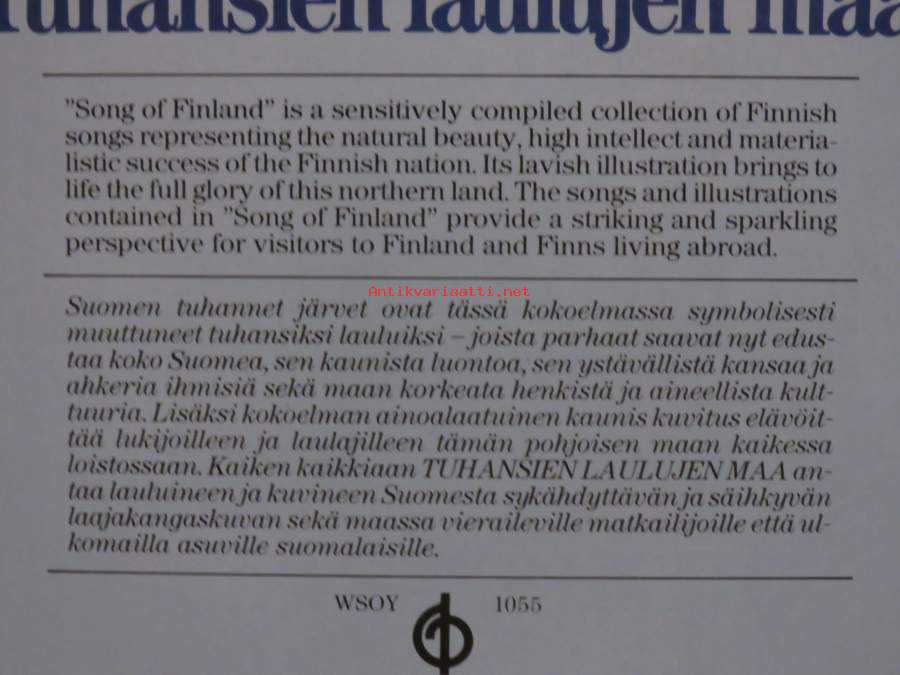 Tuhansien laulujen maa
"Song of Finland" is a sensitively compiled collection of Finnish
songs representing the natural beauty, high intellect and materia-
listic success of the Finnish nation. Its lavish illustration brings to
life the full glory of this northern land. The songs and illustrations
contained in "Song of Finland" provide a striking and sparkling
perspective for visitors to Finland and Finns living abroad.
Antikvariaatti.net
Suomen tuhannet järvet ovat tässä kokoelmassa symbolisesti
muuttuneet tuhansiksi lauluiksi – joista parhaat saavat nyt edus-
taa koko Suomea, sen kaunista luontoa, sen ystävällistä kansaa ja
ahkeria ihmisiä sekä maan korkeata henkistä ja aineellista kult-
tuuria. Lisäksi kokoelman ainoalaatuinen kaunis kuvitus elävöit-
tää lukijoilleen ja laulajilleen tämän pohjoisen maan kaikessa
loistossaan. Kaiken kaikkiaan TUHANSIEN LAULUJEN MAA an-
taa lauluineen ja kuvineen Suomesta sykähdyttävän ja säihkyvän
laajakangaskuvan sekä maassa vieraileville matkailijoille että ul-
komailla asuville suomalaisille.
WSOY 1055